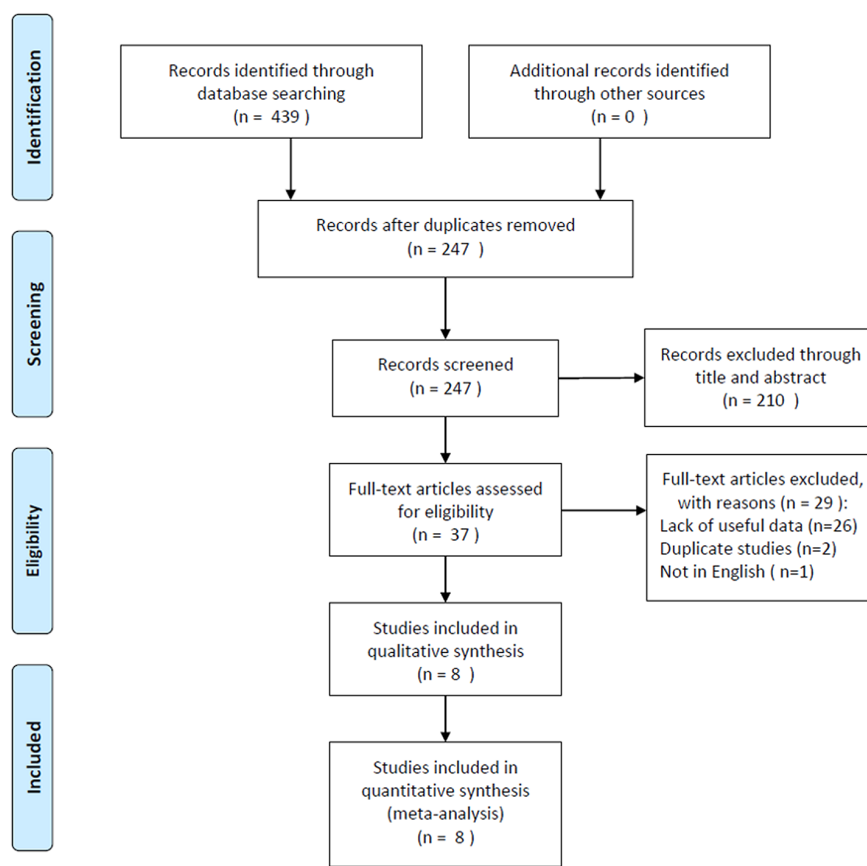 Identification
Records identified through
database searching
(n = 439 )
Additional records identified
through other sources
(n = 0 )
Records after duplicates removed
(n = 247 )
Screening
Records screened
(n = 247 )
Records excluded through
title and abstract
(n = 210 )
Eligibility
Full-text articles assessed
for eligibility
(n = 37 )
Full-text articles excluded,
with reasons (n = 29 ):
Lack of useful data (n=26)
Duplicate studies (n=2)
Not in English ( n=1)
Studies included in
qualitative synthesis
(n = 8 )
Included
Studies included in
quantitative synthesis
(meta-analysis)
(n = 8 )